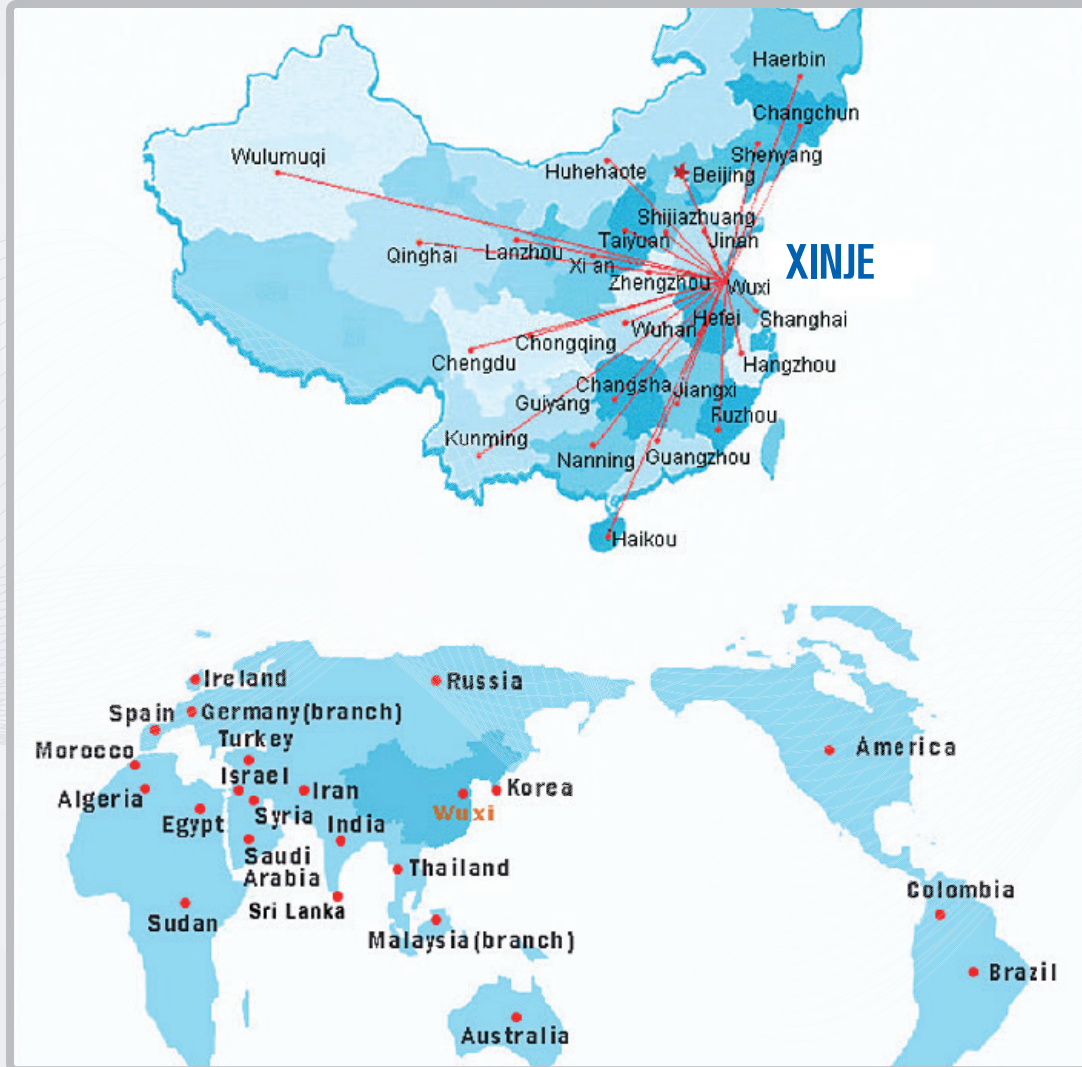 Haerbin
Changchun
Shenyang
Wulumuqi
Huhehaote
Beijing
Shijiazhuang
Taiyuan
Jinan
Qinghai
Lanzhou
Xi an
Zhengzhou
XINJE
Wuxi
Hefei
Shanghai
Wuhan
Chongqing
Chengdu
Hangzhou
Changsha
Jiangxi
Guiyang
Fuzhou
Kunming
Nanning
Guangzhou
Haikou
Ireland
Russia
Spain
Germany(branch)
Turkey
Morocco
America
Israel
Iran
Korea
Algeria
Syria
Wuxi
Egypt
India
Saudi
Arabia
Thailand
Colombia
Sri Lanka
Sudan
Malaysia(branch)
Brazil
Australia